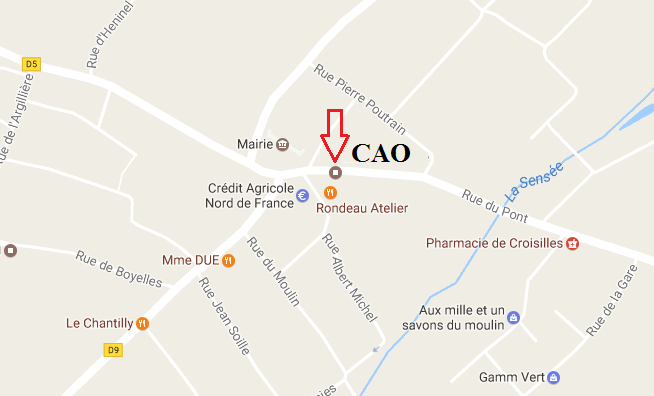 Rue d'Heninel
D5
Rue de l'Argillière
Rue Pierre Poutrain
Mairie
CAO
La Sensée
Crédit Agricole
Nord de France
Rondeau Atelier
Rue du Pont
Pharmacie de Croisilles
Rue de Boyelles
Mme DUE
Rue du Moulin
Rue Albert Michel
Rue Jean Soille
Rue de la Gare
Le Chantilly
Aux mille et un
savons du moulin
D9
Gamm Vert